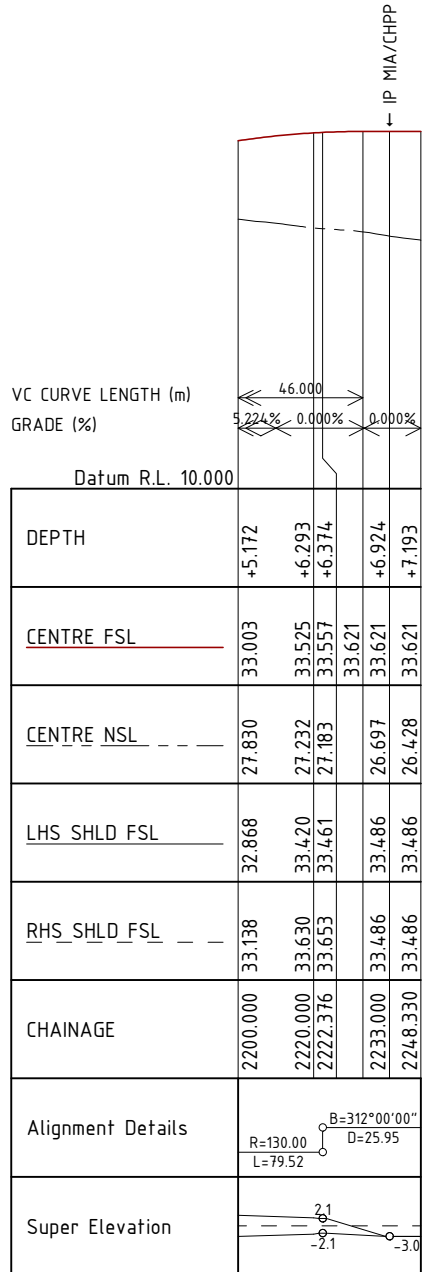 IP MIA/CHPP
VC CURVE LENGTH (m) 46.000
GRADE (%) 5.224% 0.000% 0.000%
Datum R.L. 10.000
DEPTH +5.172 +6.293 +6.374 +6.924 +7.193
CENTRE FSL 33.003 33.525 33.557 33.621 33.621 33.621
CENTRE NSL 27.830 27.232 27.183 26.697 26.428
LHS SHLD FSL 32.868 33.420 33.461 33.486 33.486
RHS SHLD FSL 33.138 33.630 33.653 33.486 33.486
CHAINAGE 2200.000 2220.000 2222.376 2233.000 2248.330
Alignment Details R=130.00 L=79.52 B=312°00'00" D=25.95
Super Elevation 2.1 -2.1 -3.0